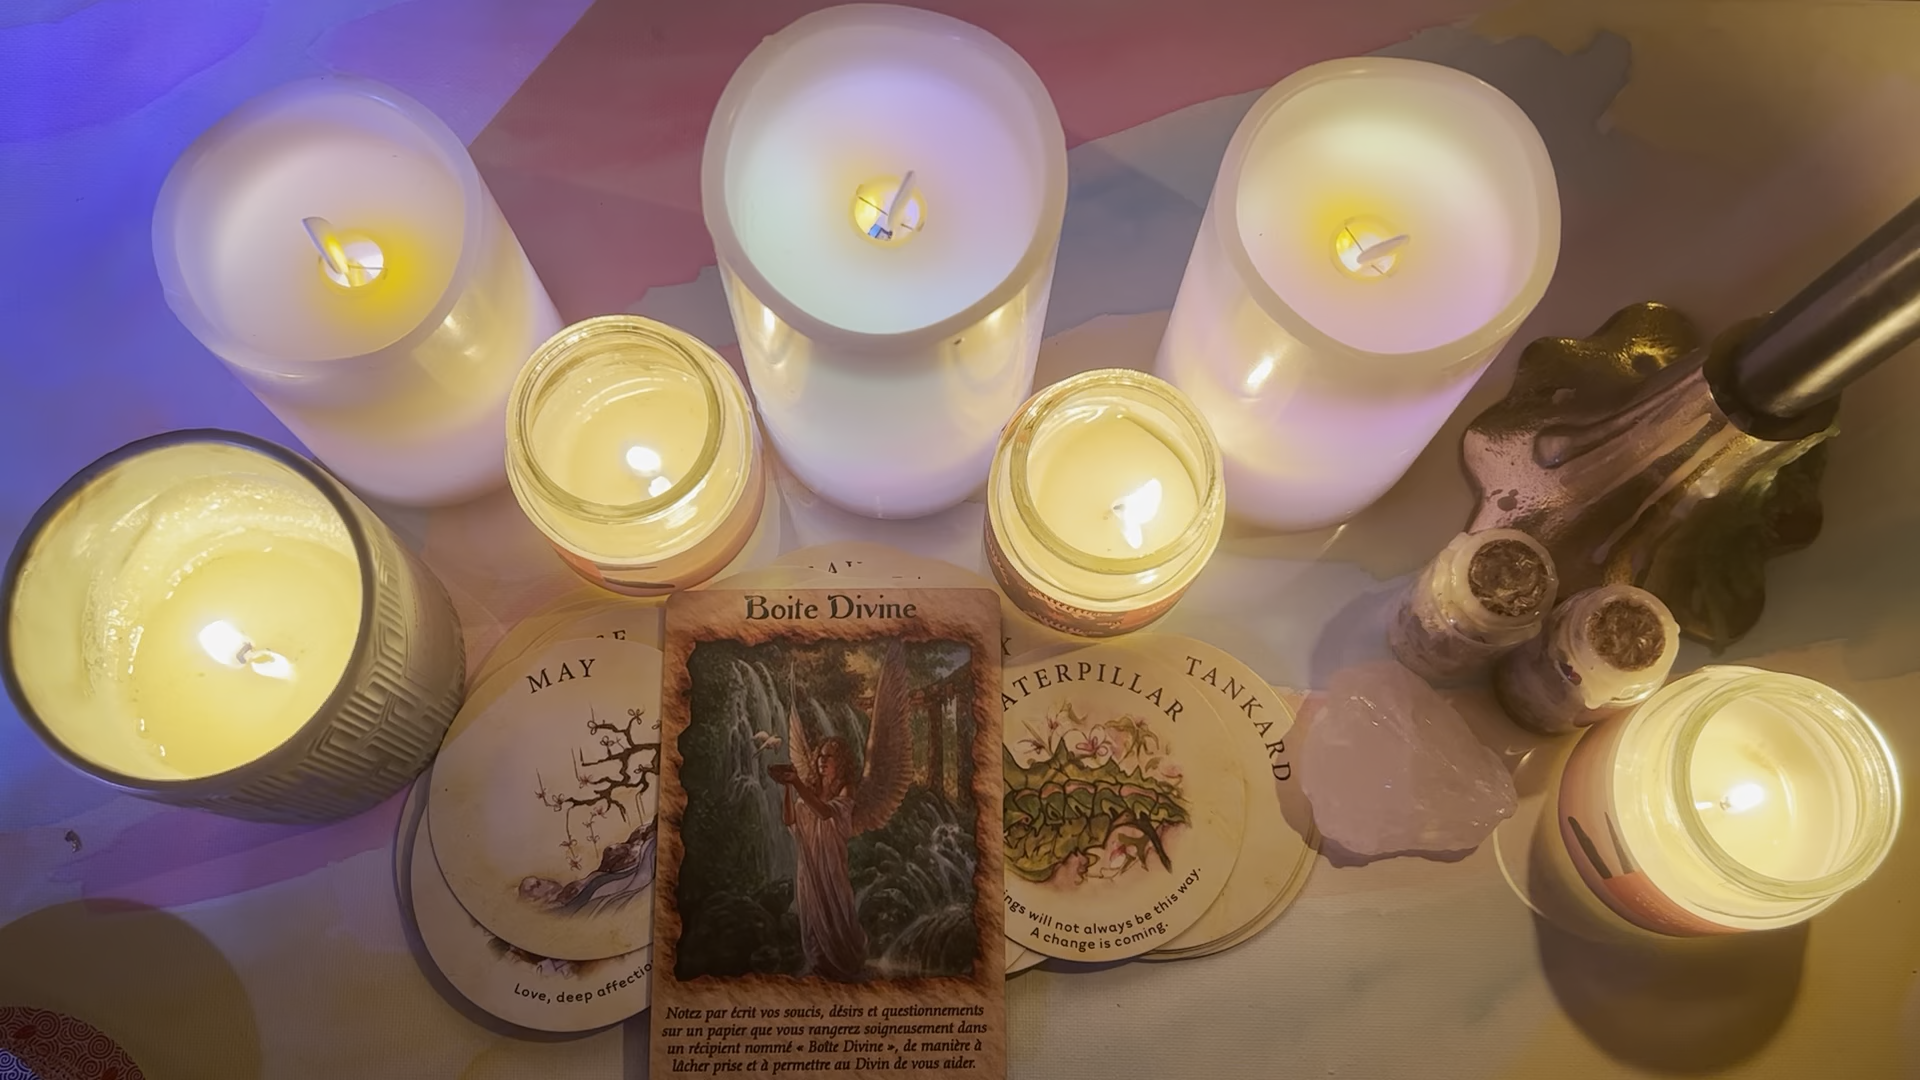 Boite Divine
MAY
CATERPILLAR
TANKARD
ings will not always be this way.
A change is coming.
Love, deep affectio
Notez par écrit vos soucis, désirs et questionnements
sur un papier que vous rangerez soigneusement dans
un récipient nommé « Boîte Divine », de manière à
lâcher prise et à permettre au Divin de vous aider.